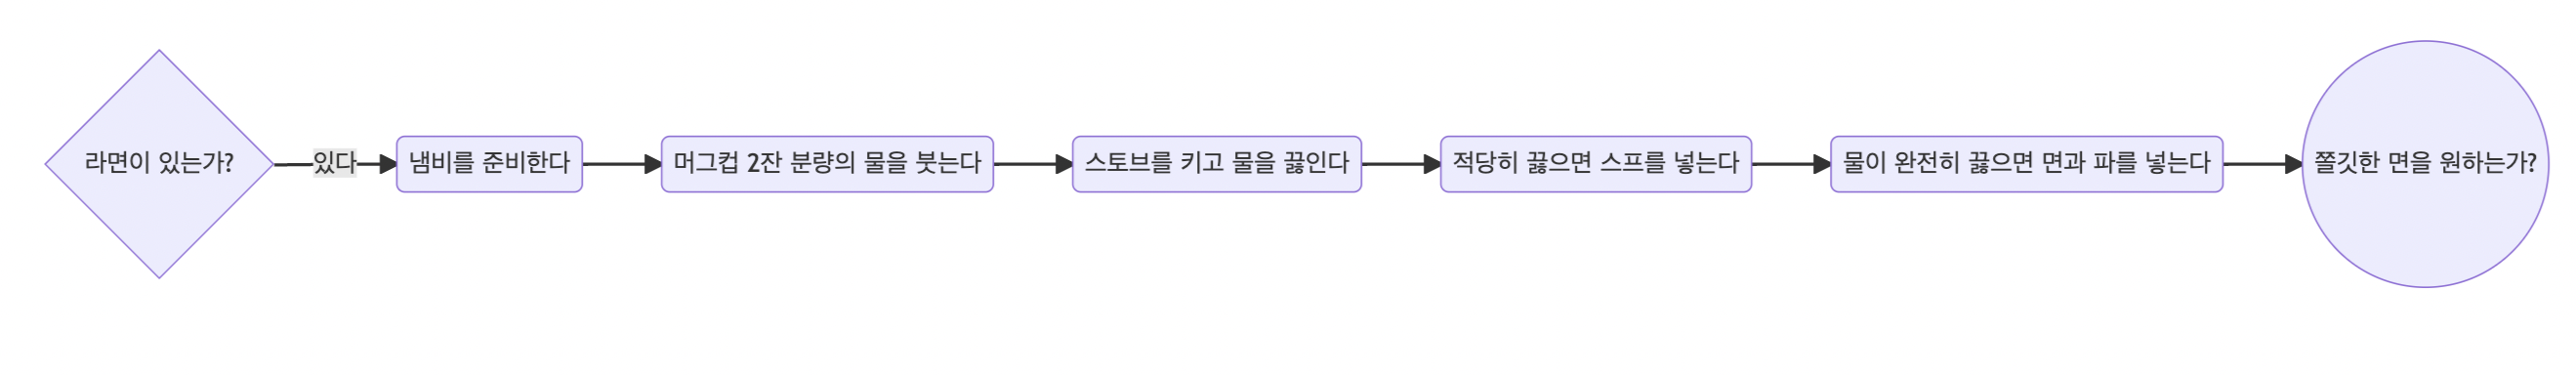 라면이 있는가?
있다
냄비를 준비한다
머그컵 2잔 분량의 물을 붓는다
스토브를 키고 물을 끓인다
적당히 끓으면 스프를 넣는다
물이 완전히 끓으면 면과 파를 넣는다
쫄깃한 면을 원하는가?